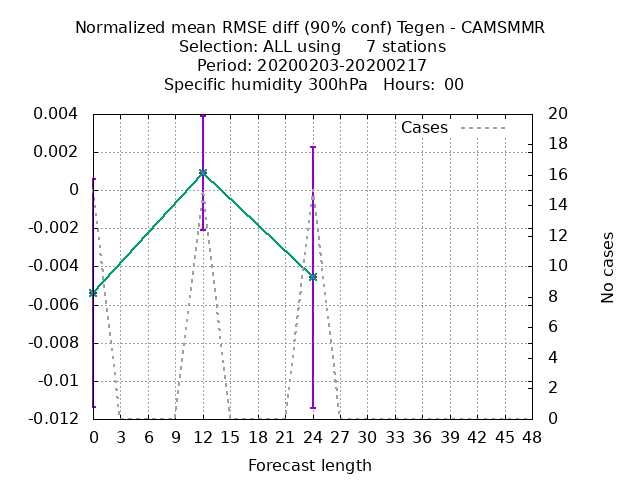 Normalized mean RMSE diff (90% conf) Tegen - CAMSMMR
Selection: ALL using     7 stations
Period: 20200203-20200217
Specific humidity 300hPa   Hours:  00
0.004
0.002
0
-0.002
-0.004
-0.006
-0.008
-0.01
-0.012
Cases
20
18
16
14
12
10
8
6
4
2
0
No cases
0 3 6 9 12 15 18 21 24 27 30 33 36 39 42 45 48
Forecast length